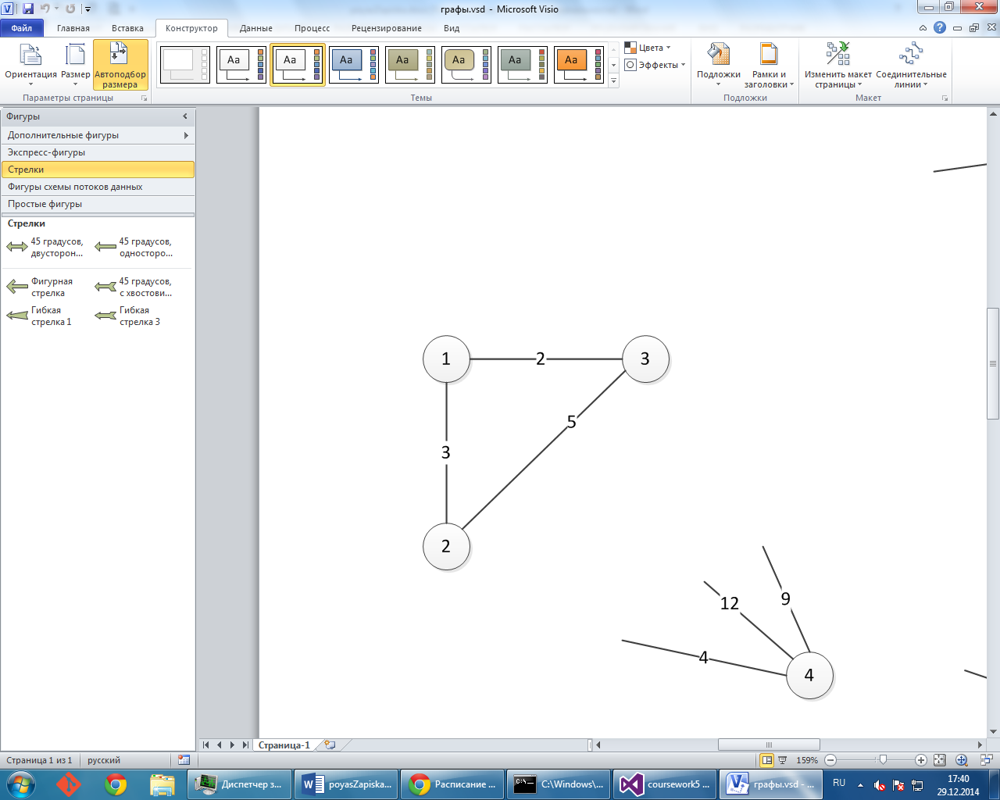 графы.vsd - Microsoft Visio
Файл Главная Вставка Конструктор Данные Процесс Рецензирование Вид
Ориентация Размер Автоподбор размера
Aa Aa Aa Aa Aa Aa Aa
Цвета
Эффекты
Подложки Рамки и заголовки
Изменить макет страницы Соединительные линии
Параметры страницы Темы Подложки Макет
Фигуры
Дополнительные фигуры
Экспресс-фигуры
Стрелки
Фигуры схемы потоков данных
Простые фигуры
Стрелки
45 градусов, двусторон...
45 градусов, односторо...
Фигурная стрелка
45 градусов, с хвостови...
Гибкая стрелка 1
Гибкая стрелка 3
1 2 3
5
3
2
9
12
4
4
Страница-1
Страница 1 из 1 русский 159%
Диспетчер з...
poyasZapiska...
Расписание ...
C:\Windows\...
coursework5 ...
графы.vsd - ...
RU
17:40
29.12.2014